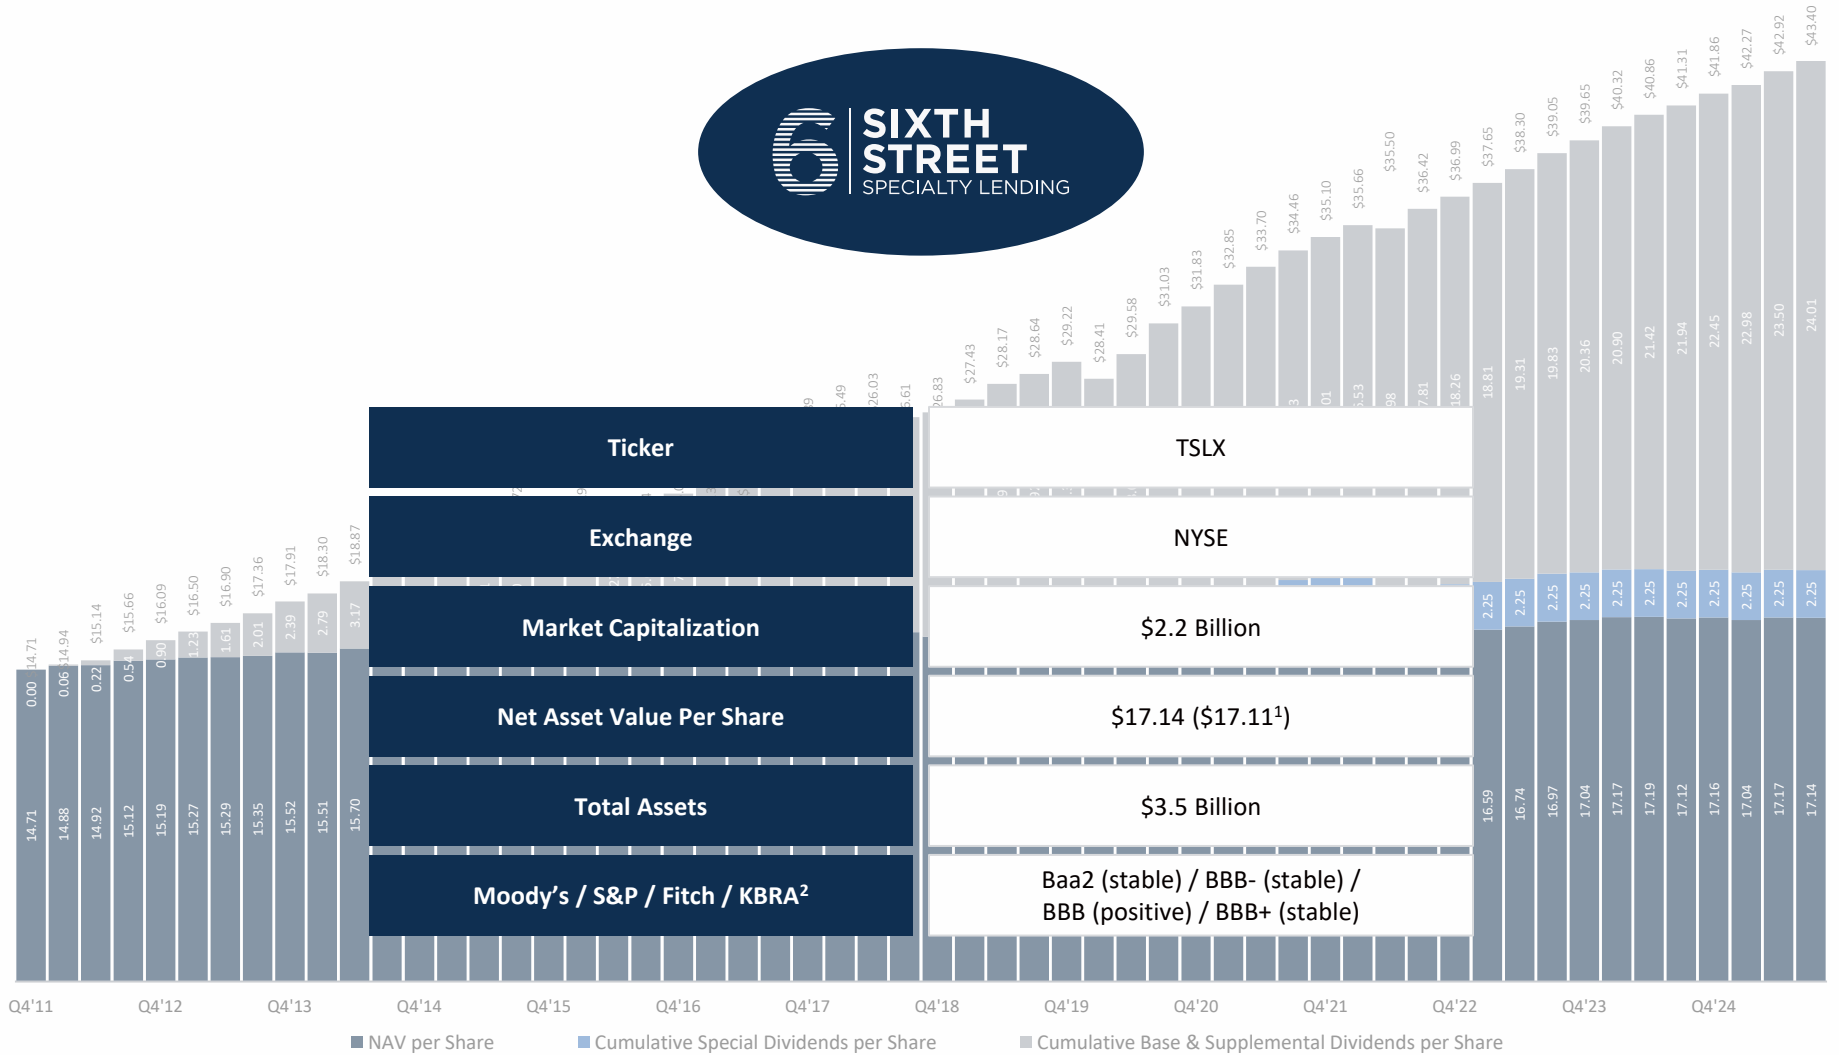 6
SIXTH
STREET
SPECIALTY LENDING
Ticker
TSLX
Exchange
NYSE
Market Capitalization
$2.2 Billion
Net Asset Value Per Share
$17.14 ($17.11¹)
Total Assets
$3.5 Billion
Moody's / S&P / Fitch / KBRA²
Baa2 (stable) / BBB- (stable) /
BBB (positive) / BBB+ (stable)
$14.94
$15.14
$15.66
$16.09
$16.50
$16.90
$17.36
$17.91
$18.30
$18.87
$27.43
$28.17
$28.64
$29.22
$28.41
$29.58
$31.03
$31.83
$32.85
$33.70
$34.46
$35.10
$35.66
$35.50
$36.42
$36.99
$37.65
$38.30
$39.05
$39.65
$40.32
$40.86
$41.31
$41.86
$42.27
$42.92
$43.40
0.00
0.06
0.22
0.54
0.90
1.23
1.61
2.01
2.39
2.79
3.17
18.26
18.81
19.31
19.83
20.36
20.90
21.42
21.94
22.45
22.98
23.50
24.01
2.25
2.25
2.25
2.25
2.25
2.25
2.25
2.25
2.25
2.25
2.25
14.71
14.88
14.92
15.12
15.19
15.27
15.29
15.35
15.52
15.51
15.70
16.59
16.74
16.97
17.04
17.17
17.19
17.12
17.16
17.04
17.17
17.14
Q4'11
Q4'12
Q4'13
Q4'14
Q4'15
Q4'16
Q4'17
Q4'18
Q4'19
Q4'20
Q4'21
Q4'22
Q4'23
Q4'24
NAV per Share
Cumulative Special Dividends per Share
Cumulative Base & Supplemental Dividends per Share